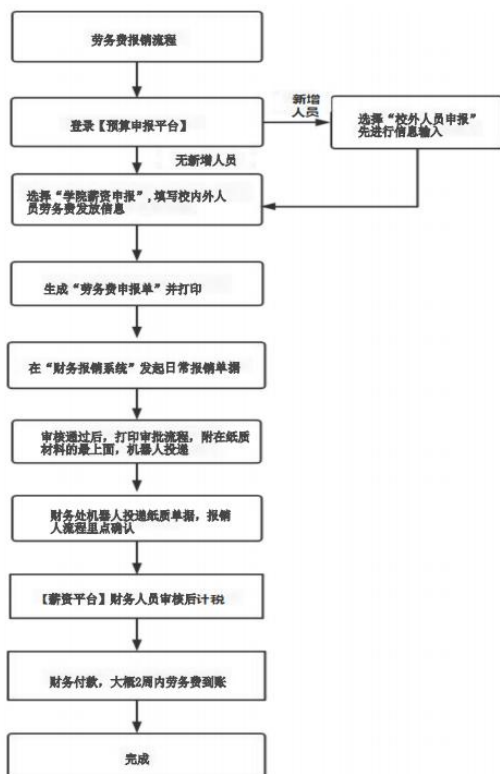 劳务费报销流程
登录【预算申报平台】
新增
人员
选择“校外人员申报”
先进行信息输入
无新增人员
选择“学院薪资申报”,填写校内外人
员劳务费发放信息
生成“劳务费申报单”并打印
在“财务报销系统”发起日常报销单据
审核通过后，打印审批流程，附在纸质
材料的最上面，机器人投递
财务处机器人投递纸质单据，报销
人流程里点确认
【薪资平台】财务人员审核后计税
财务付款，大概2周内劳务费到账
完成